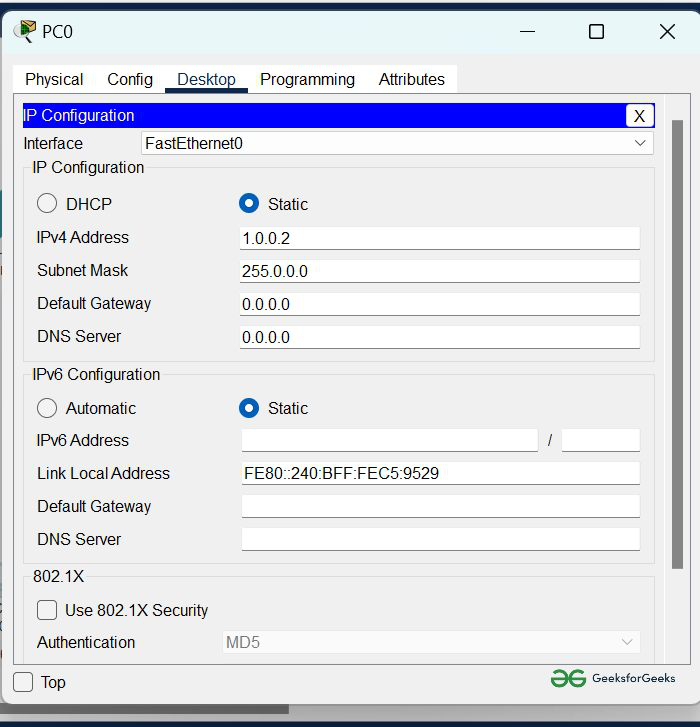 PC0
Physical Config Desktop Programming Attributes
IP Configuration X
Interface FastEthernet0
IP Configuration
DHCP Static
IPv4 Address 1.0.0.2
Subnet Mask 255.0.0.0
Default Gateway 0.0.0.0
DNS Server 0.0.0.0
IPv6 Configuration
Automatic Static
IPv6 Address /
Link Local Address FE80::240:BFF:FEC5:9529
Default Gateway
DNS Server
802.1X
Use 802.1X Security
Authentication MD5
Top
GeeksforGeeks